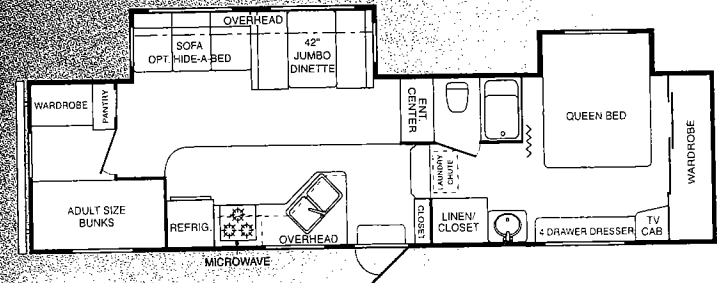 OVERHEAD
SOFA
OPT. HIDE-A-BED
42"
JUMBO
DINETTE
WARDROBE
PANTRY
ENT.
CENTER
QUEEN BED
WARDROBE
LAUNDRY
CHUTE
ADULT SIZE
BUNKS
REFRIG.
OVERHEAD
MICROWAVE
CLOSET
LINEN/
CLOSET
4 DRAWER DRESSER
TV
CAB